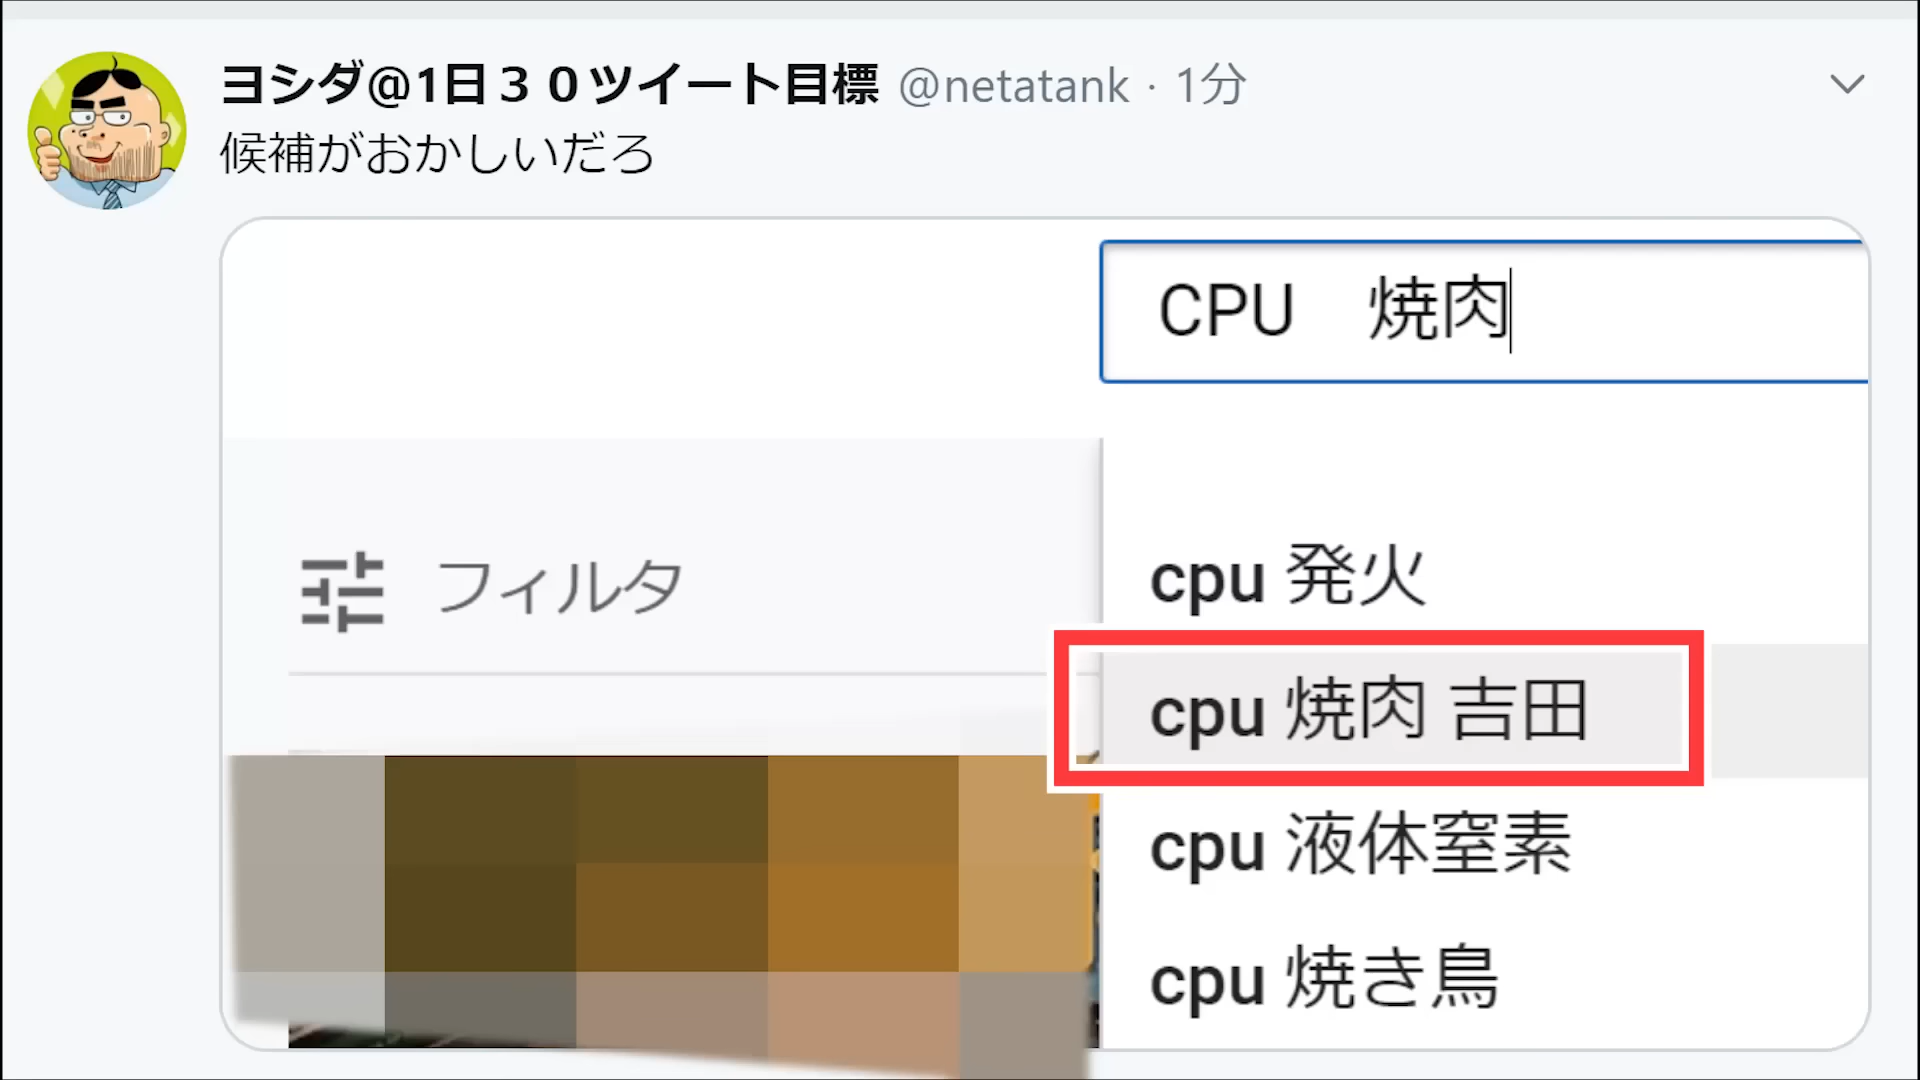 ヨシダ@1日３０ツイート目標 @netatank · 1分
候補がおかしいだろ
CPU　焼肉
フィルタ
cpu 発火
cpu 焼肉 吉田
cpu 液体窒素
cpu 焼き鳥